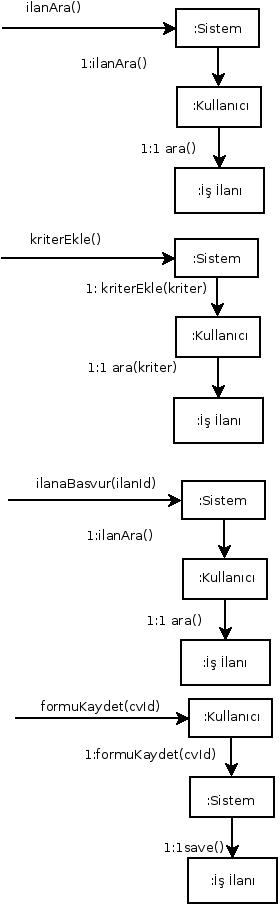 ilanAra()
:Sistem
1:ilanAra()
:Kullanıcı
1:1 ara()
:İş İlanı
kriterEkle()
:Sistem
1: kriterEkle(kriter)
:Kullanıcı
1:1 ara(kriter)
:İş İlanı
ilanaBasvur(ilanId)
:Sistem
1:ilanAra()
:Kullanıcı
1:1 ara()
:İş İlanı
formuKaydet(cvId)
:Kullanıcı
1:formuKaydet(cvId)
:Sistem
1:1save()
:İş İlanı